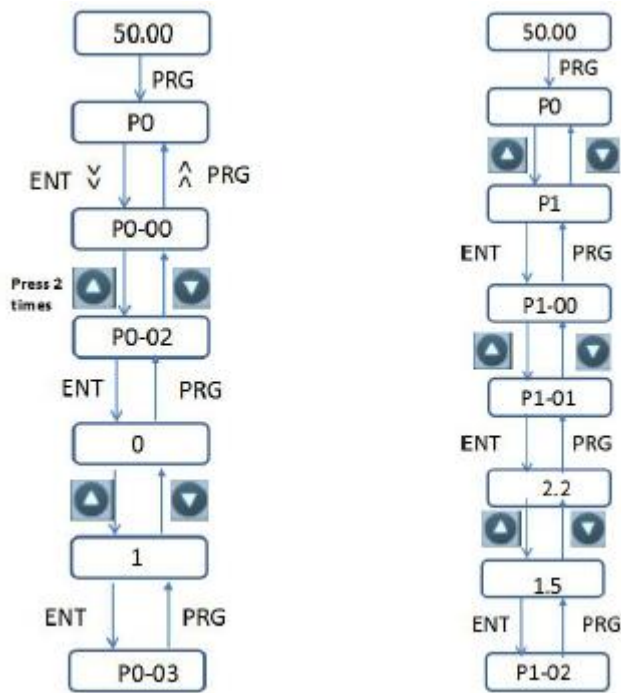 50.00
PRG
P0
ENT
PRG
P0-00
Press 2
times
P0-02
ENT
PRG
0
1
ENT
PRG
P0-03
50.00
PRG
P0
P1
ENT
PRG
P1-00
P1-01
ENT
PRG
2.2
1.5
ENT
PRG
P1-02